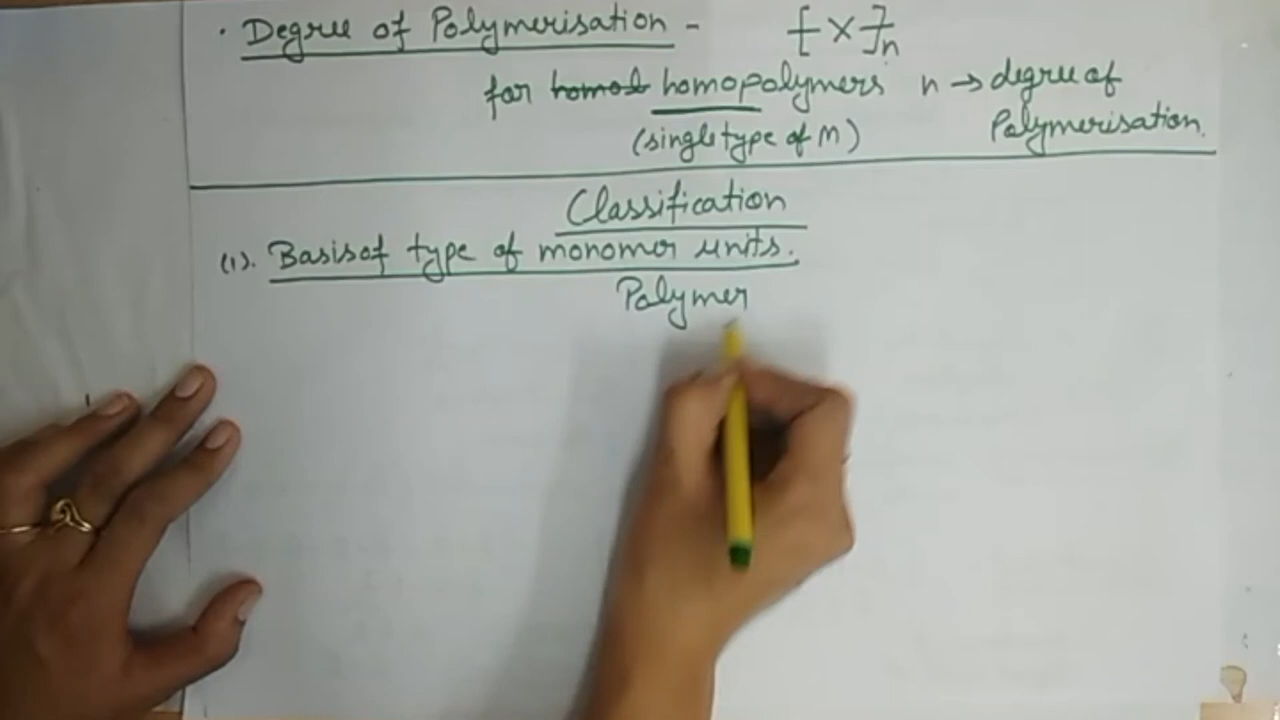 · Degree of Polymerisation - [ x ]n
for homo homopolymers n → degree of
(single type of M) Polymerisation.
Classification
(1). Basis of type of monomer units.
Polymer